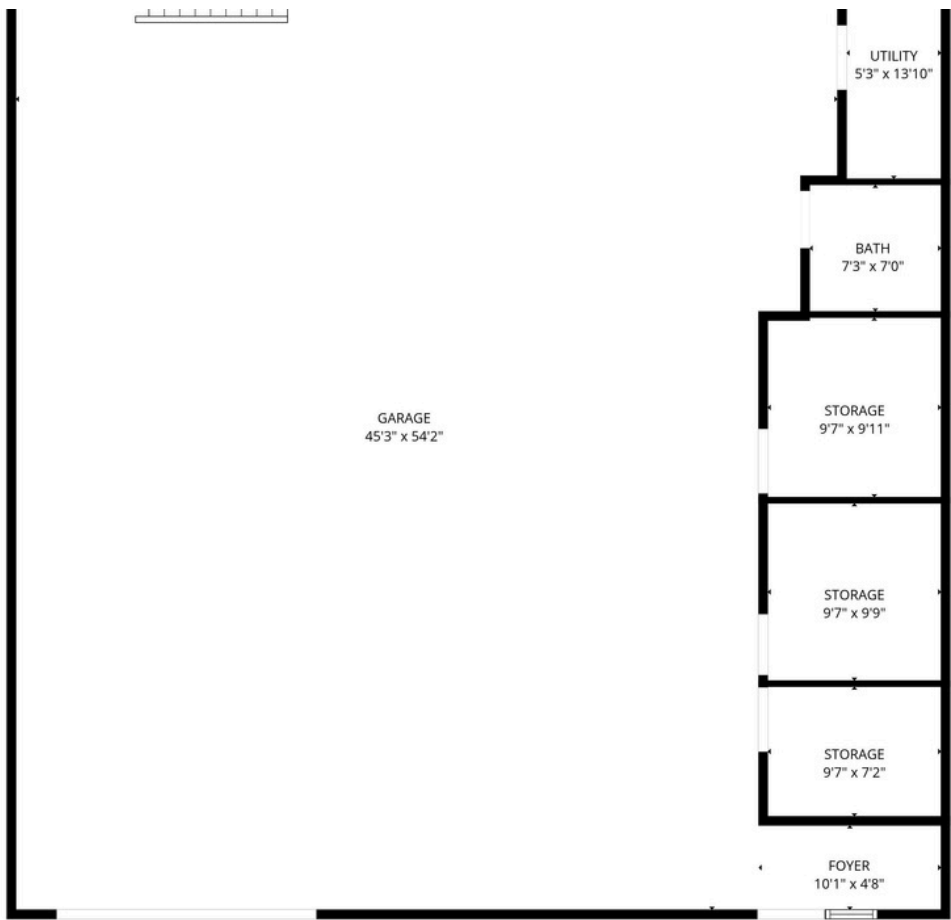 UTILITY
5'3" x 13'10"
BATH
7'3" x 7'0"
GARAGE
45'3" x 54'2"
STORAGE
9'7" x 9'11"
STORAGE
9'7" x 9'9"
STORAGE
9'7" x 7'2"
FOYER
10'1" x 4'8"